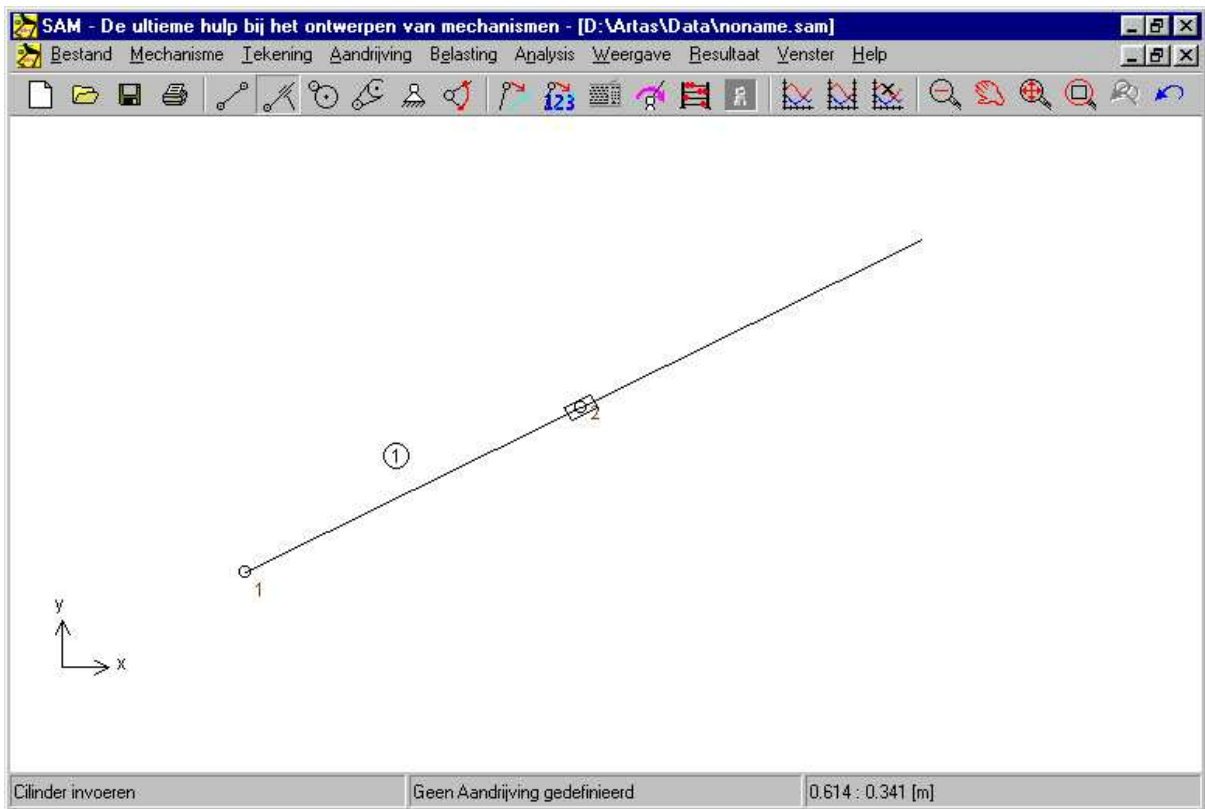 SAM - De ultieme hulp bij het ontwerpen van mechanismen - [D:\Artas\Data\noname.sam]
Bestand Mechanisme Tekening Aandrijving Belasting Analysis Weergave Resultaat Venster Help
123
2
1
1
y
x
Cilinder invoeren Geen Aandrijving gedefinieerd 0.614 : 0.341 [m]